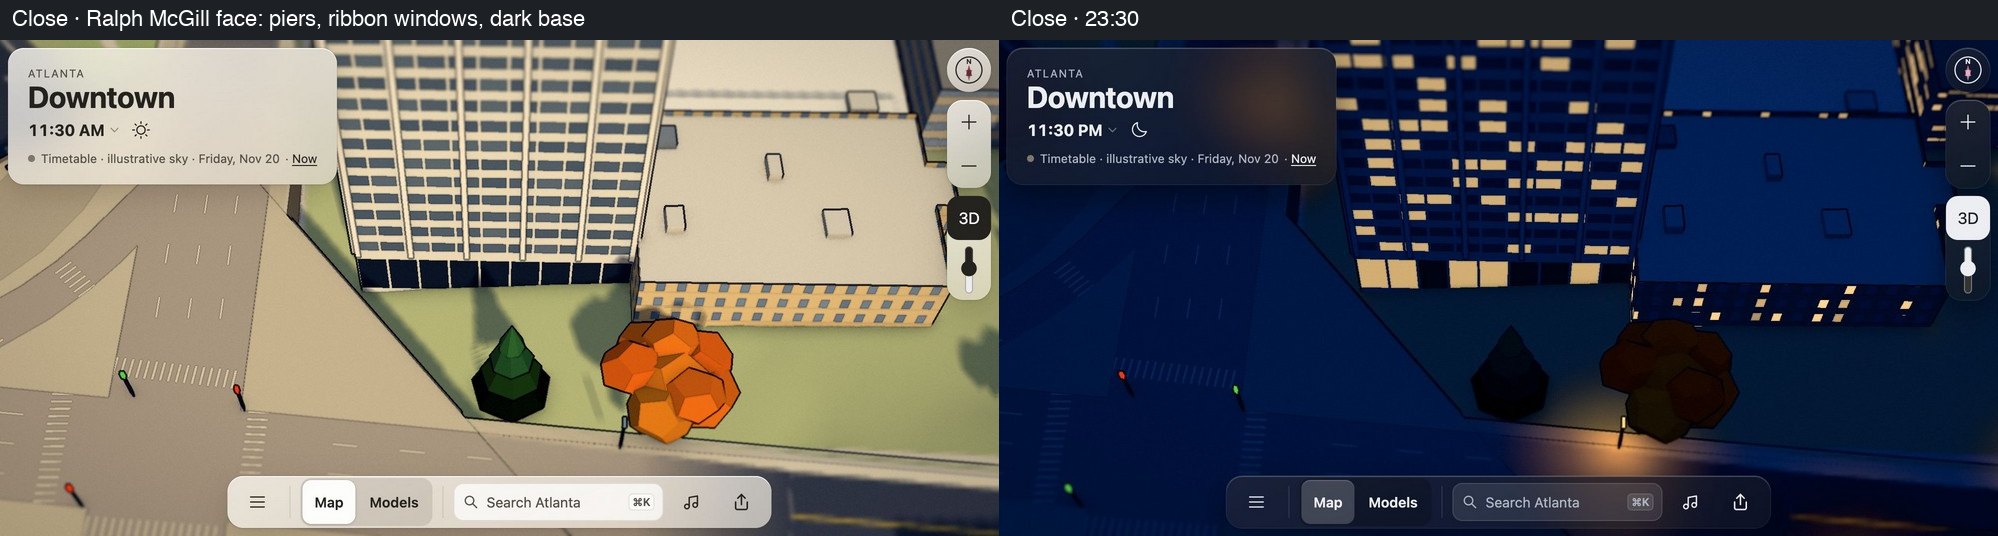 Close · Ralph McGill face: piers, ribbon windows, dark base
ATLANTA
Downtown
11:30 AM
Timetable · illustrative sky · Friday, Nov 20 · Now
N
3D
Map Models Search Atlanta ⌘K
Close · 23:30
ATLANTA
Downtown
11:30 PM
Timetable · illustrative sky · Friday, Nov 20 · Now
N
3D
Map Models Search Atlanta ⌘K